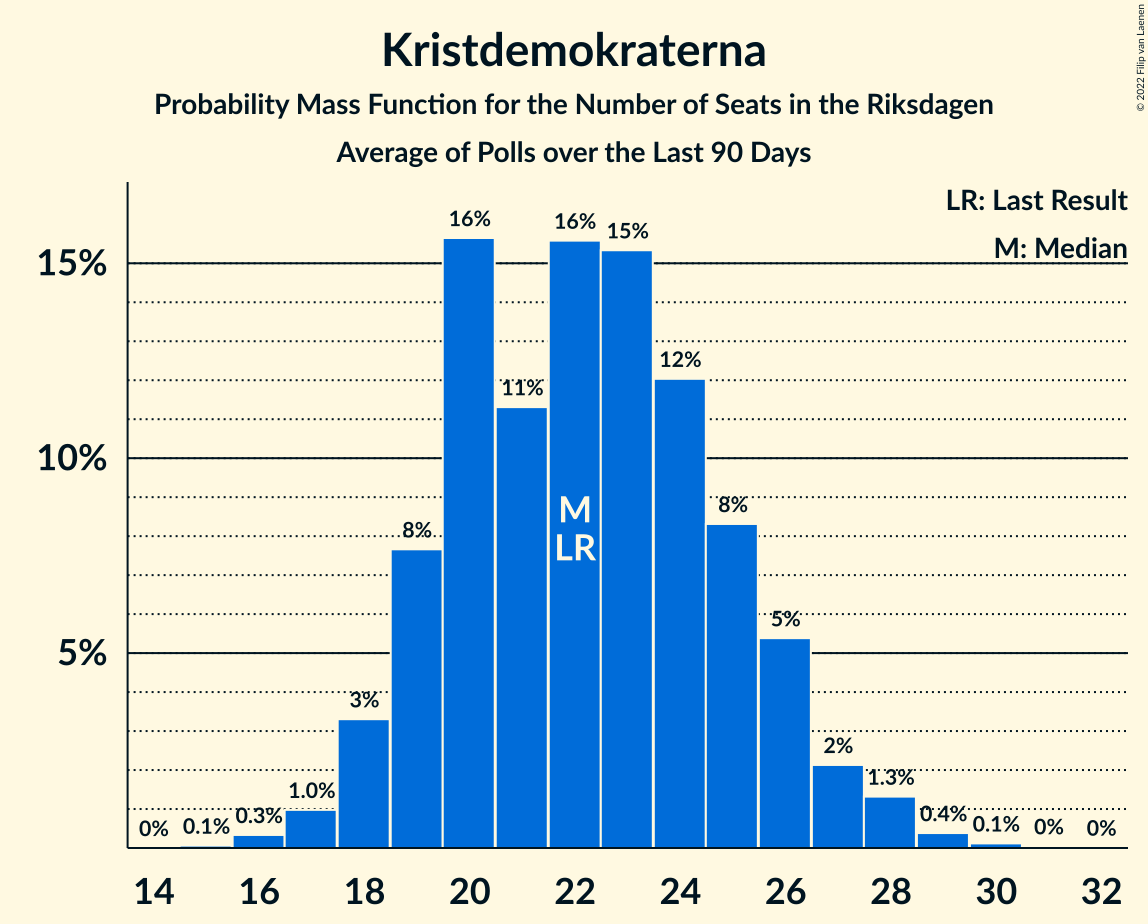 Kristdemokraterna
Probability Mass Function for the Number of Seats in the Riksdagen
Average of Polls over the Last 90 Days
© 2022 Filip van Laenen
LR: Last Result
M: Median
15%
10%
5%
0%
0.1%
0.3%
1.0%
3%
8%
16%
11%
16%
15%
12%
8%
5%
2%
1.3%
0.4%
0.1%
0%
0%
M
LR
14 16 18 20 22 24 26 28 30 32